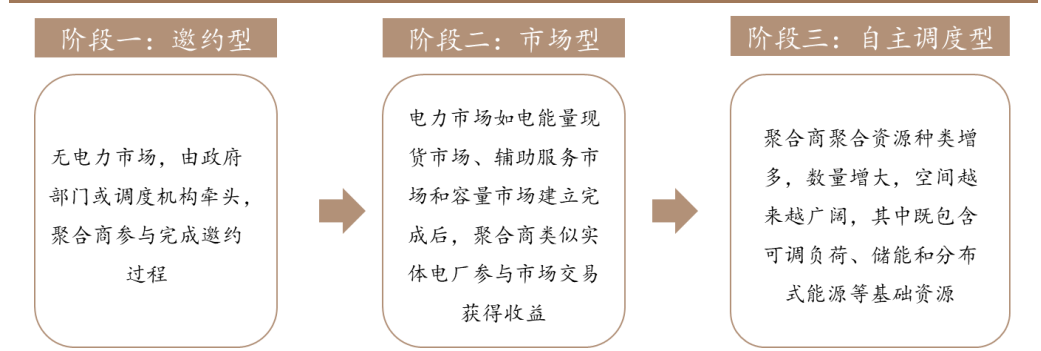 阶段一：邀约型
无电力市场，由政府
部门或调度机构牵头，
聚合商参与完成邀约
过程
阶段二：市场型
电力市场如电能量现
货市场、辅助服务市
场和容量市场建立完
成后，聚合商类似实
体电厂参与市场交易
获得收益
阶段三：自主调度型
聚合商聚合资源种类增
多，数量增大，空间越
来越广阔，其中既包含
可调负荷、储能和分布
式能源等基础资源